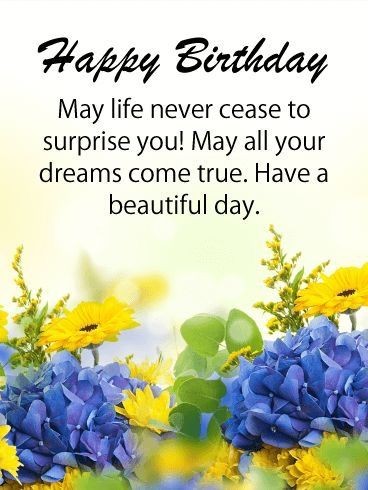 Happy Birthday
May life never cease to
surprise you! May all your
dreams come true. Have a
beautiful day.